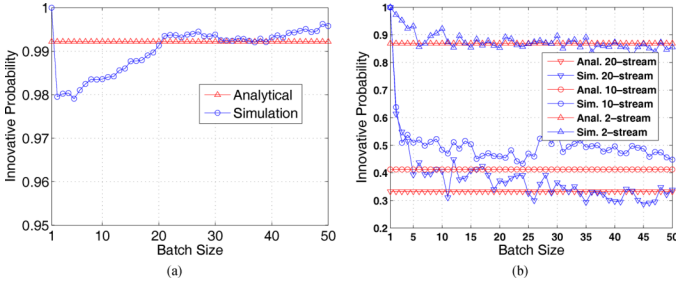 1
0.99
0.98
0.97
0.96
0.95
Innovative Probability
1 10 20 30 40 50
Batch Size
Analytical
Simulation
(a)
1
0.9
0.8
0.7
0.6
0.5
0.4
0.3
0.2
Innovative Probability
1 5 10 15 20 25 30 35 40 45 50
Batch Size
Anal. 20-stream
Sim. 20-stream
Anal. 10-stream
Sim. 10-stream
Anal. 2-stream
Sim. 2-stream
(b)